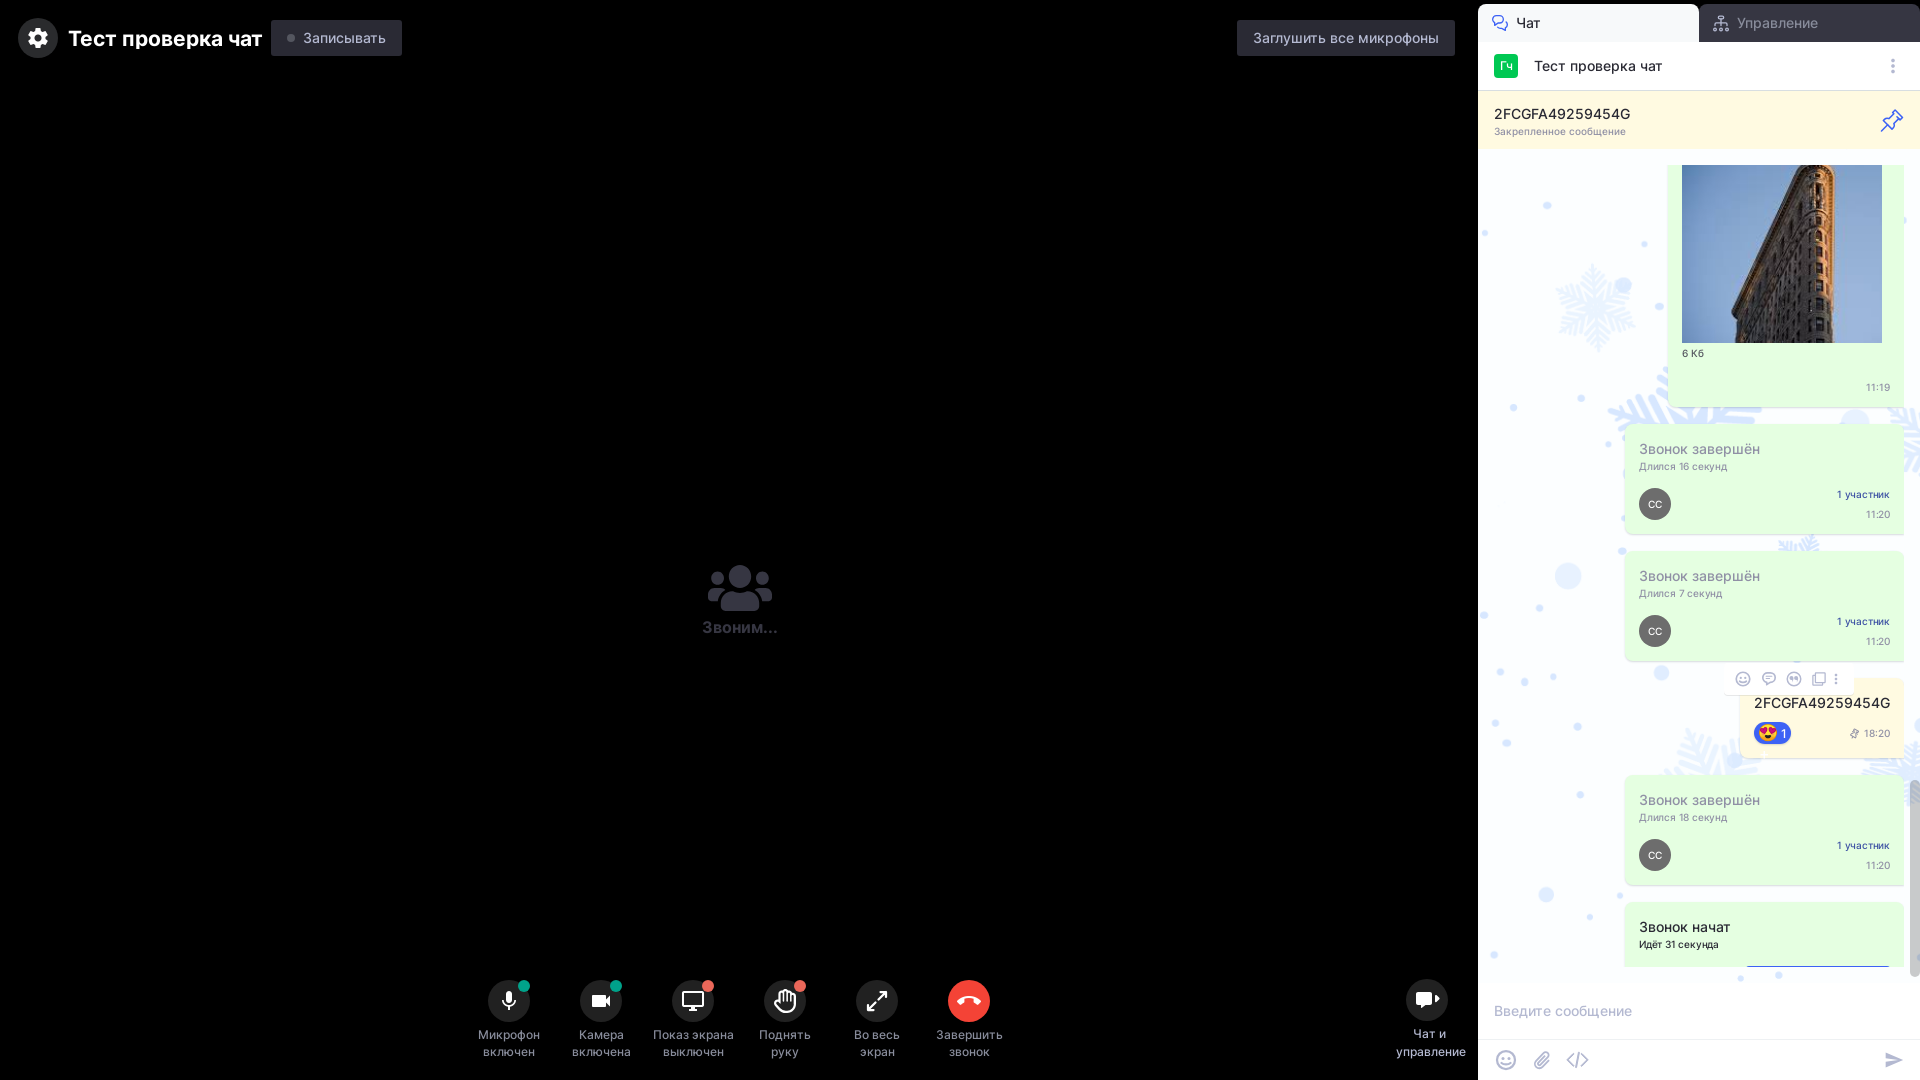 Тест проверка чат
Записывать
Заглушить все микрофоны
Чат
Управление
Гч
Тест проверка чат
2FCGFA49259454G
Закрепленное сообщение
6 Кб
11:19
Звонок завершён
Длился 16 секунд
СС
1 участник
11:20
Звонок завершён
Длился 7 секунд
СС
1 участник
11:20
2FCGFA49259454G
1
18:20
Звонок завершён
Длился 18 секунд
СС
1 участник
11:20
Звонок начат
Идёт 31 секунда
Звоним...
Микрофон
включен
Камера
включена
Показ экрана
выключен
Поднять
руку
Во весь
экран
Завершить
звонок
Чат и
управление
Введите сообщение